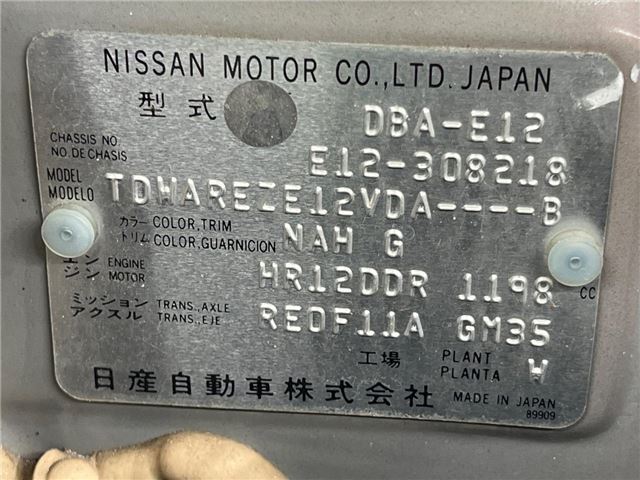 NISSAN MOTOR CO.,LTD. JAPAN
型式 DBA-E12
CHASSIS NO.
NO. DE CHASIS E12-308218
MODEL
MODELO TDWAREZE12VDA----B
カラー COLOR,TRIM
トリム COLOR,GUARNICION NAH G
エン ENGINE
ジン MOTOR HR12DDR 1198 CC
ミッション TRANS.,AXLE
アクスル TRANS.,EJE RE0F11A GM35
工場 PLANT
PLANTA W
日産自動車株式会社 MADE IN JAPAN
89909